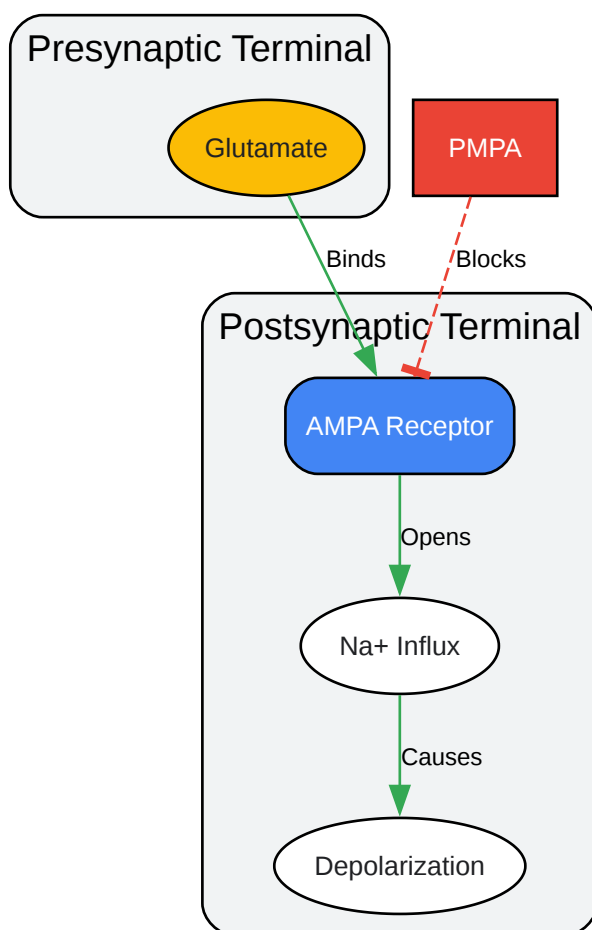 Presynaptic Terminal
Glutamate
PMPA
Binds
Blocks
Postsynaptic Terminal
AMPA Receptor
Opens
Na+ Influx
Causes
Depolarization